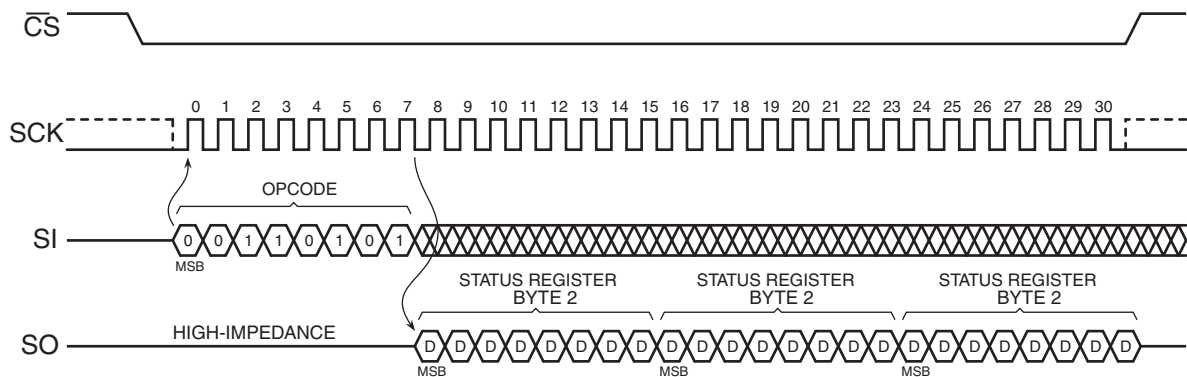 CS
0 1 2 3 4 5 6 7 8 9 10 11 12 13 14 15 16 17 18 19 20 21 22 23 24 25 26 27 28 29 30
SCK
OPCODE
SI 0 0 1 1 0 1 0 1
MSB
STATUS REGISTER BYTE 2
STATUS REGISTER BYTE 2
STATUS REGISTER BYTE 2
HIGH-IMPEDANCE
SO D D D D D D D D D D D D D D D D D D D D D D D D
MSB MSB MSB